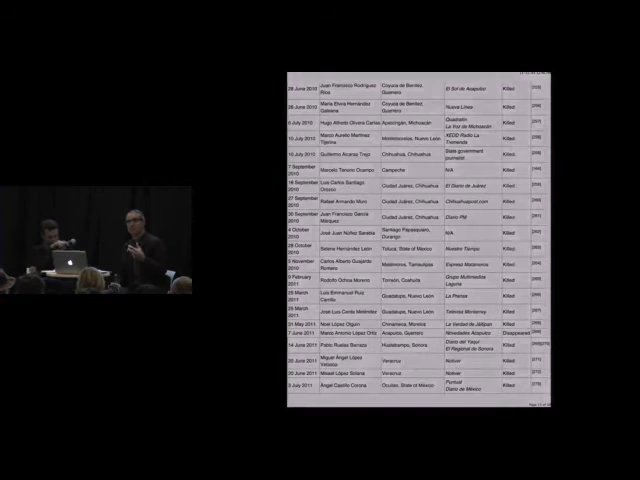 28 June 2010 Juan Francisco Rodríguez Ríos Coyuca de Benítez, Guerrero El Sol de Acapulco Killed
28 June 2010 María Elvira Hernández Galeana Coyuca de Benítez, Guerrero Nueva Línea Killed
6 July 2010 Hugo Alfredo Olivera Cartas Apatzingán, Michoacán Quadratín La Voz de Michoacán Killed
10 July 2010 Marco Aurelio Martínez Tijerina Montemorelos, Nuevo León XEDD Radio La Tremenda Killed
10 July 2010 Guillermo Alcaraz Trejo Chihuahua, Chihuahua State government journalist Killed
7 September 2010 Marcelo Tenorio Ocampo Campeche N/A Killed
16 September 2010 Luis Carlos Santiago Orozco Ciudad Juárez, Chihuahua El Diario de Juárez Killed
27 September 2010 Rafael Armando Muro Ciudad Juárez, Chihuahua Chihuahuapost.com Killed
30 September 2010 Juan Francisco García Márquez Ciudad Juárez, Chihuahua Diario PM Killed
4 October 2010 José Juan Núñez Sarabia Santiago Papasquiaro, Durango N/A Killed
28 October 2010 Selene Hernández León Toluca, State of Mexico Nuestro Tiempo Killed
5 November 2010 Carlos Alberto Guajardo Romero Matamoros, Tamaulipas Expreso Matamoros Killed
9 February 2011 Rodolfo Ochoa Moreno Torreón, Coahuila Grupo Multimedios Laguna Killed
25 March 2011 Luis Emmanuel Ruiz Carrillo Guadalupe, Nuevo León La Prensa Killed
25 March 2011 José Luis Cerda Meléndez Guadalupe, Nuevo León Televisa Monterrey Killed
31 May 2011 Noel López Olguín Chinameca, La Verdad de Jáltipan Killed
7 June 2011 Marco Antonio López Ortiz Acapulco, Guerrero Novedades Acapulco Disappeared
14 June 2011 Pablo Ruelas Barraza Huatabampo, Sonora Diario del Yaqui El Regional de Sonora Killed
20 June 2011 Miguel Ángel López Velasco Veracruz Notiver Killed
20 June 2011 Misael López Solana Veracruz Notiver Killed
3 July 2011 Ángel Castillo Corona Ocuilan, State of México Puntual Diario de México Killed